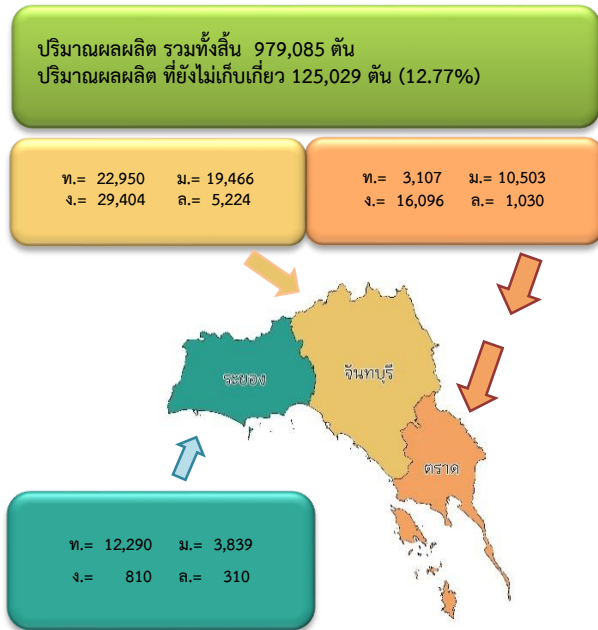 ปริมาณผลผลิต รวมทั้งสิ้น 979,085 ตัน
ปริมาณผลผลิต ที่ยังไม่เก็บเกี่ยว 125,029 ตัน (12.77%)
ท.= 22,950 ม.= 19,466
ง.= 29,404 ล.= 5,224
ท.= 3,107 ม.= 10,503
ง.= 16,096 ล.= 1,030
ระยอง
จันทบุรี
ตราด
ท.= 12,290 ม.= 3,839
ง.= 810 ล.= 310